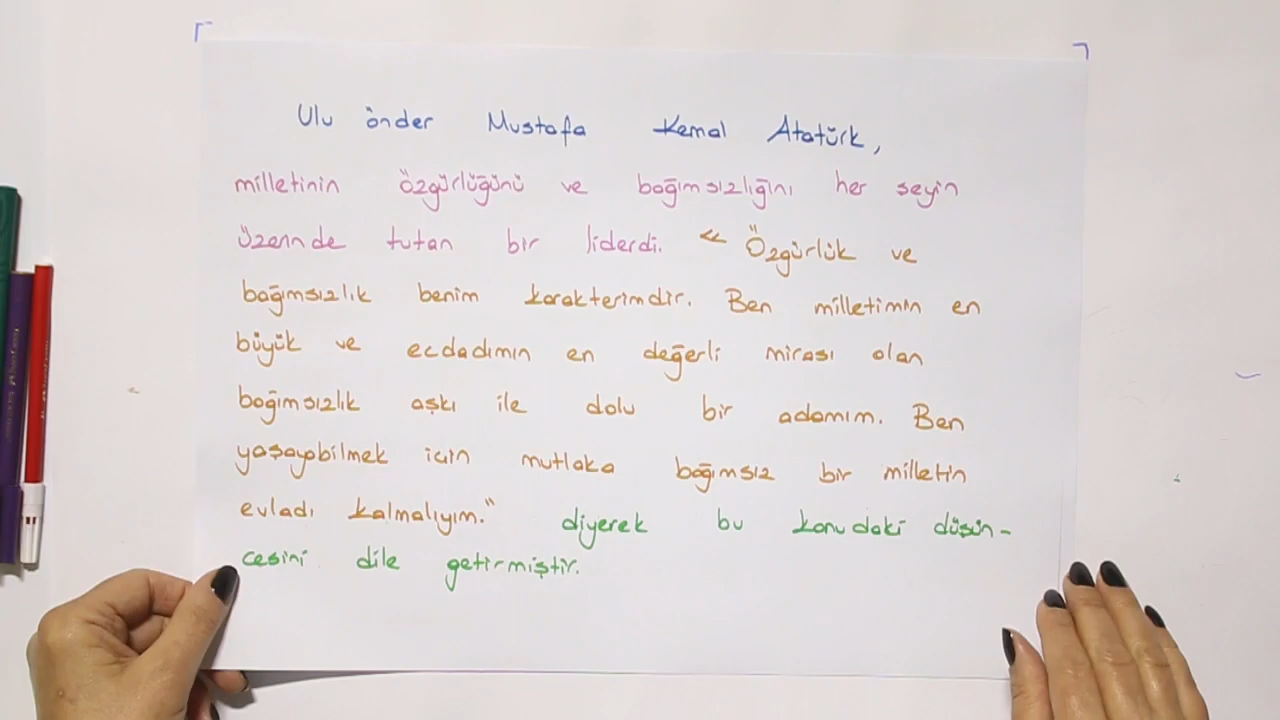 Ulu önder Mustafa Kemal Atatürk,
milletinin özgürlüğünü ve bağımsızlığını her seyin
üzerinde tutan bir liderdi. " Özgürlük ve
bağımsızlık benim karakterimdir. Ben milletimin en
büyük ve ecdadımın en değerli mirası olan
bağımsızlık aşkı ile dolu bir adamım. Ben
yaşayabilmek için mutlaka bağımsız bir milletin
evladı kalmalıyım." diyerek bu konudaki düşün-
cesini dile getirmiştir.